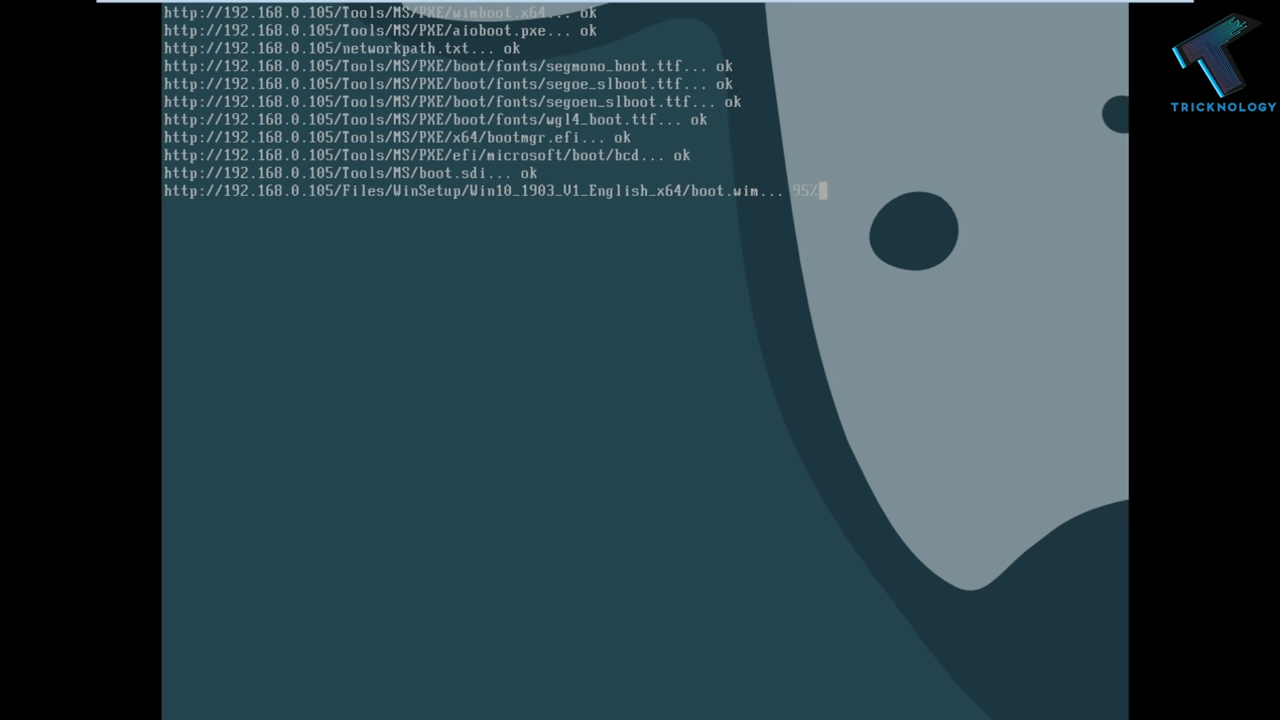 http://192.168.0.105/Tools/MS/PXE/wimboot.x64... ok
http://192.168.0.105/Tools/MS/PXE/aioboot.pxe... ok
http://192.168.0.105/networkpath.txt... ok
http://192.168.0.105/Tools/MS/PXE/boot/fonts/segmono_boot.ttf... ok
http://192.168.0.105/Tools/MS/PXE/boot/fonts/segoe_slboot.ttf... ok
http://192.168.0.105/Tools/MS/PXE/boot/fonts/segoen_slboot.ttf... ok
http://192.168.0.105/Tools/MS/PXE/boot/fonts/wgl4_boot.ttf... ok
http://192.168.0.105/Tools/MS/PXE/x64/bootmgr.efi... ok
http://192.168.0.105/Tools/MS/PXE/efi/microsoft/boot/bcd... ok
http://192.168.0.105/Tools/MS/boot.sdi... ok
http://192.168.0.105/Files/WinSetup/Win10_1903_V1_English_x64/boot.wim... 95%
TRICKNOLOGY